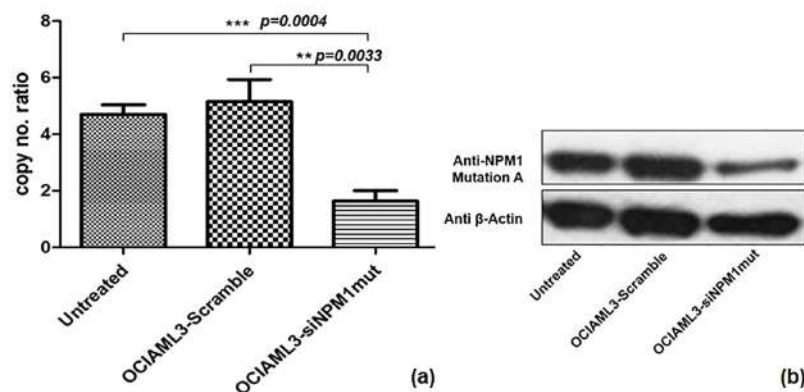 *** p=0.0004
** p=0.0033
copy no. ratio
8
6
4
2
0
Untreated
OCIAML3-Scramble
OCIAML3-siNPM1mut
(a)
Anti-NPM1
Mutation A
Anti β-Actin
Untreated
OCIAML3-Scramble
OCIAML3-siNPM1mut
(b)